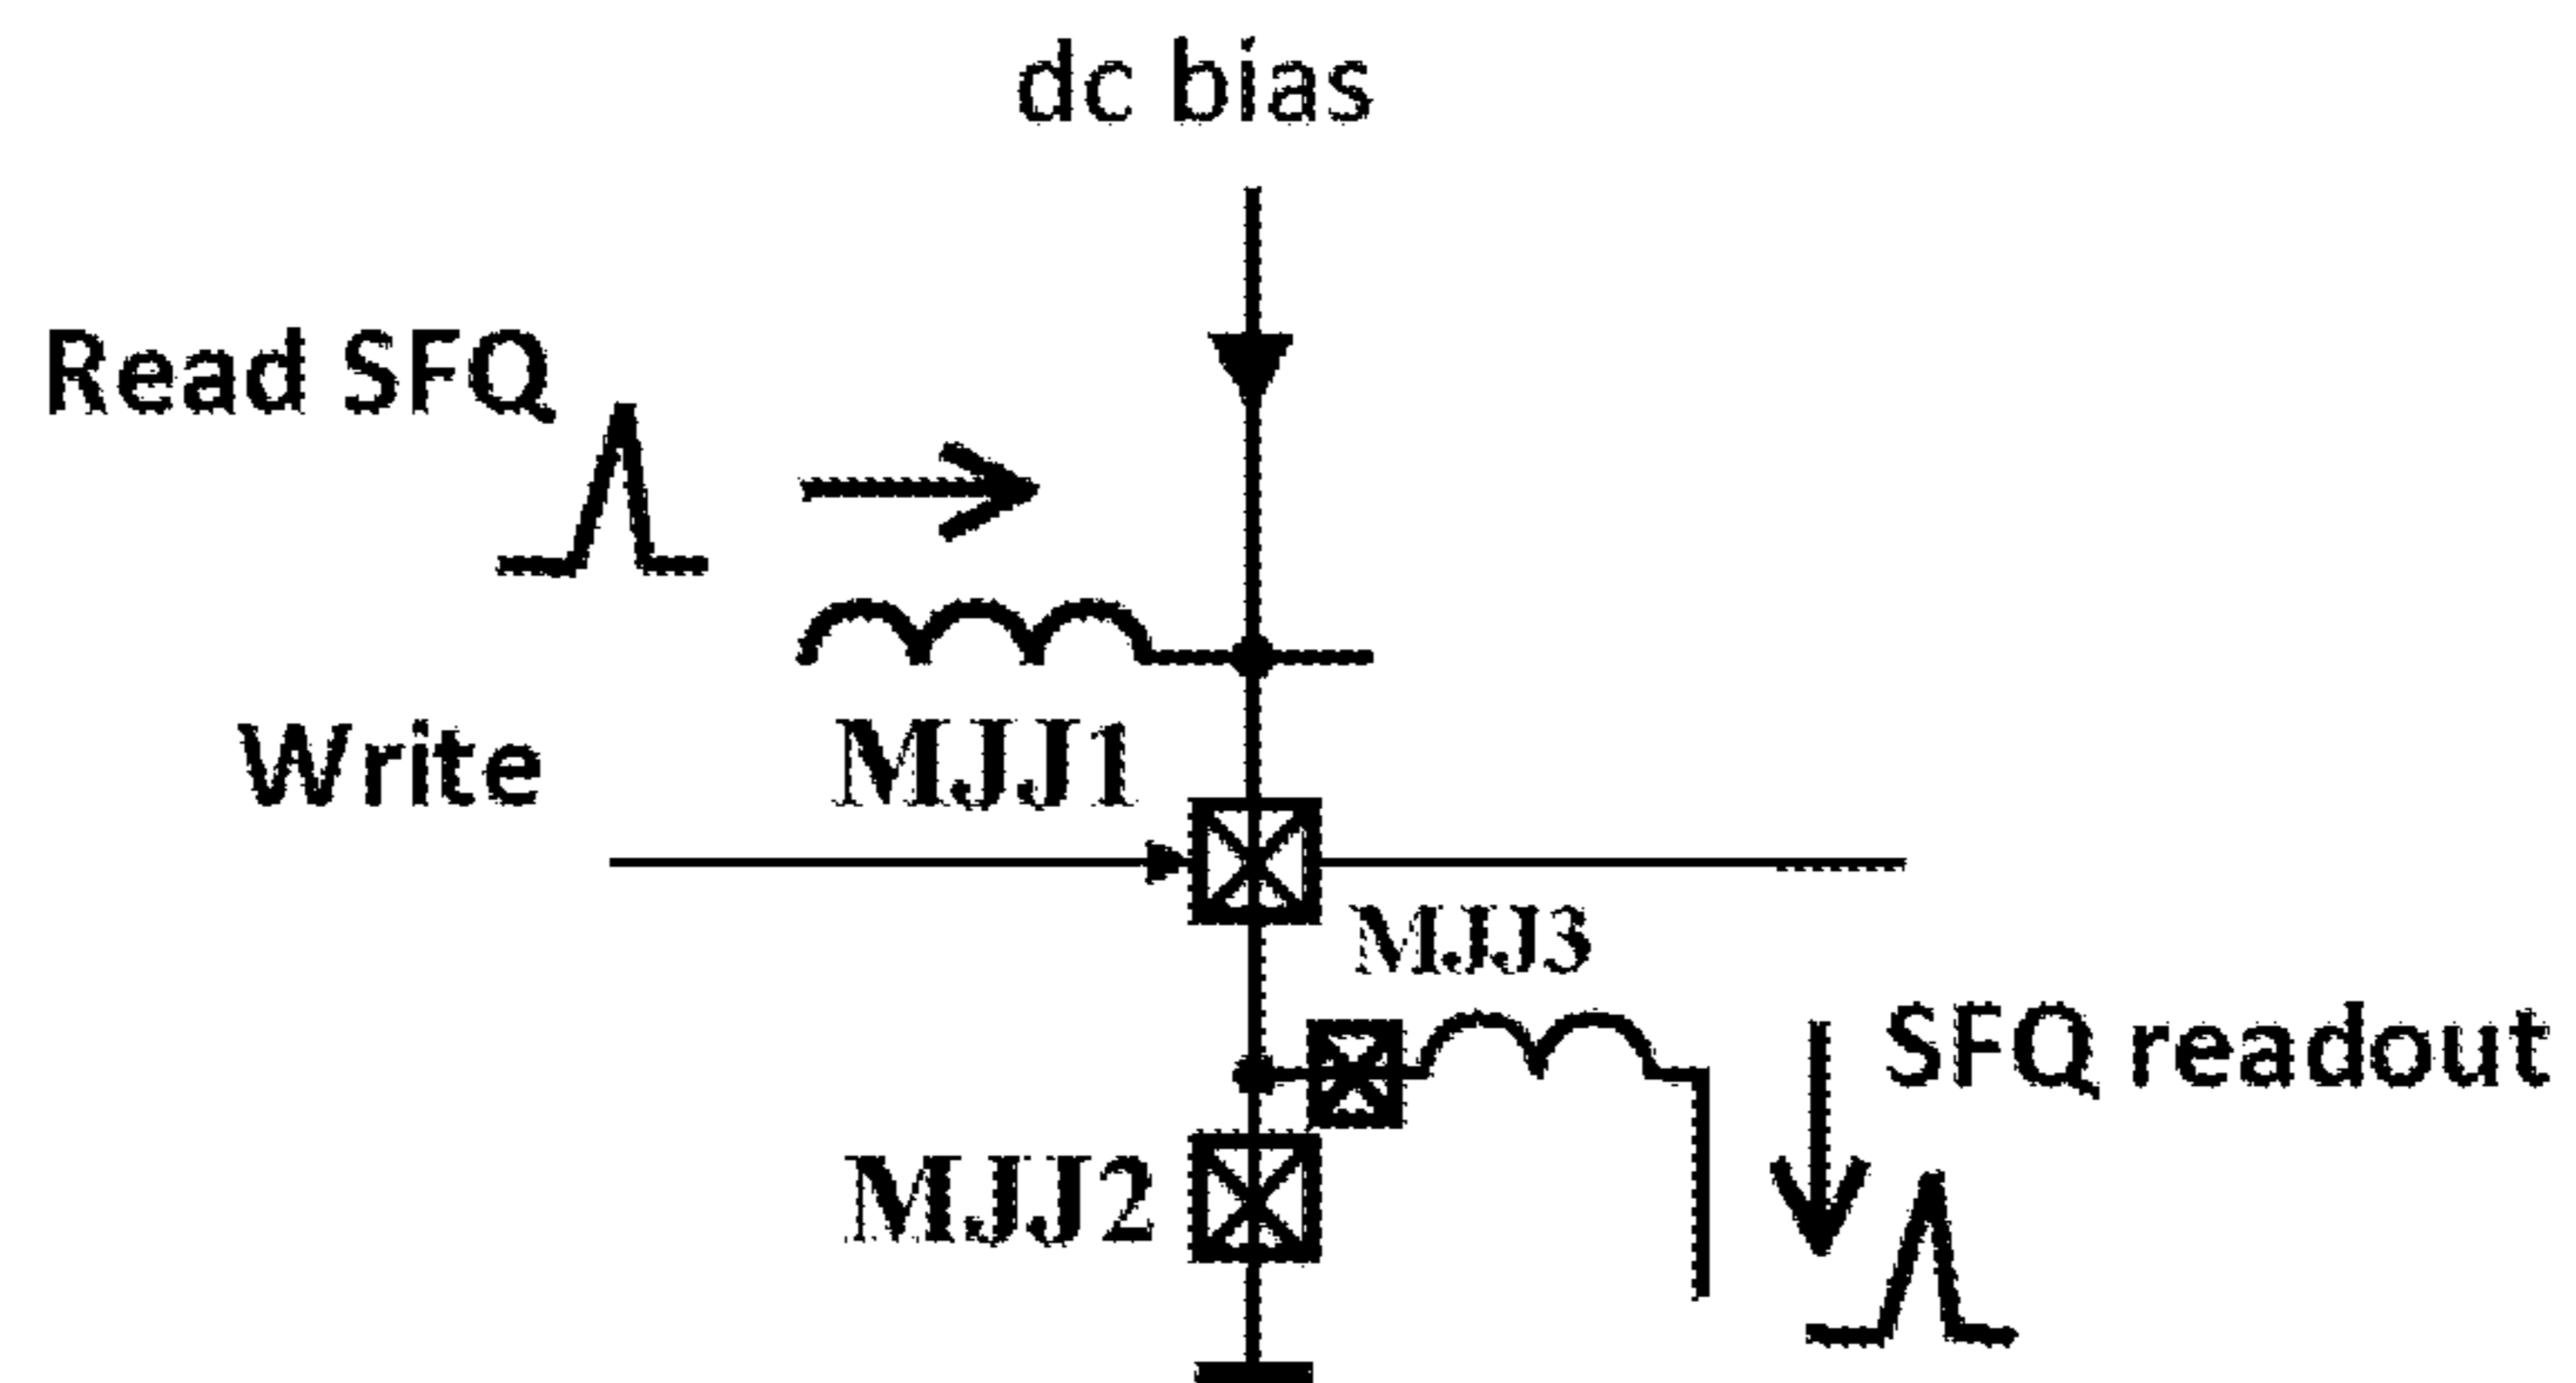 dc bias
Read SFQ
Write
MJJ1
MJJ3
SFQ readout
MJJ2